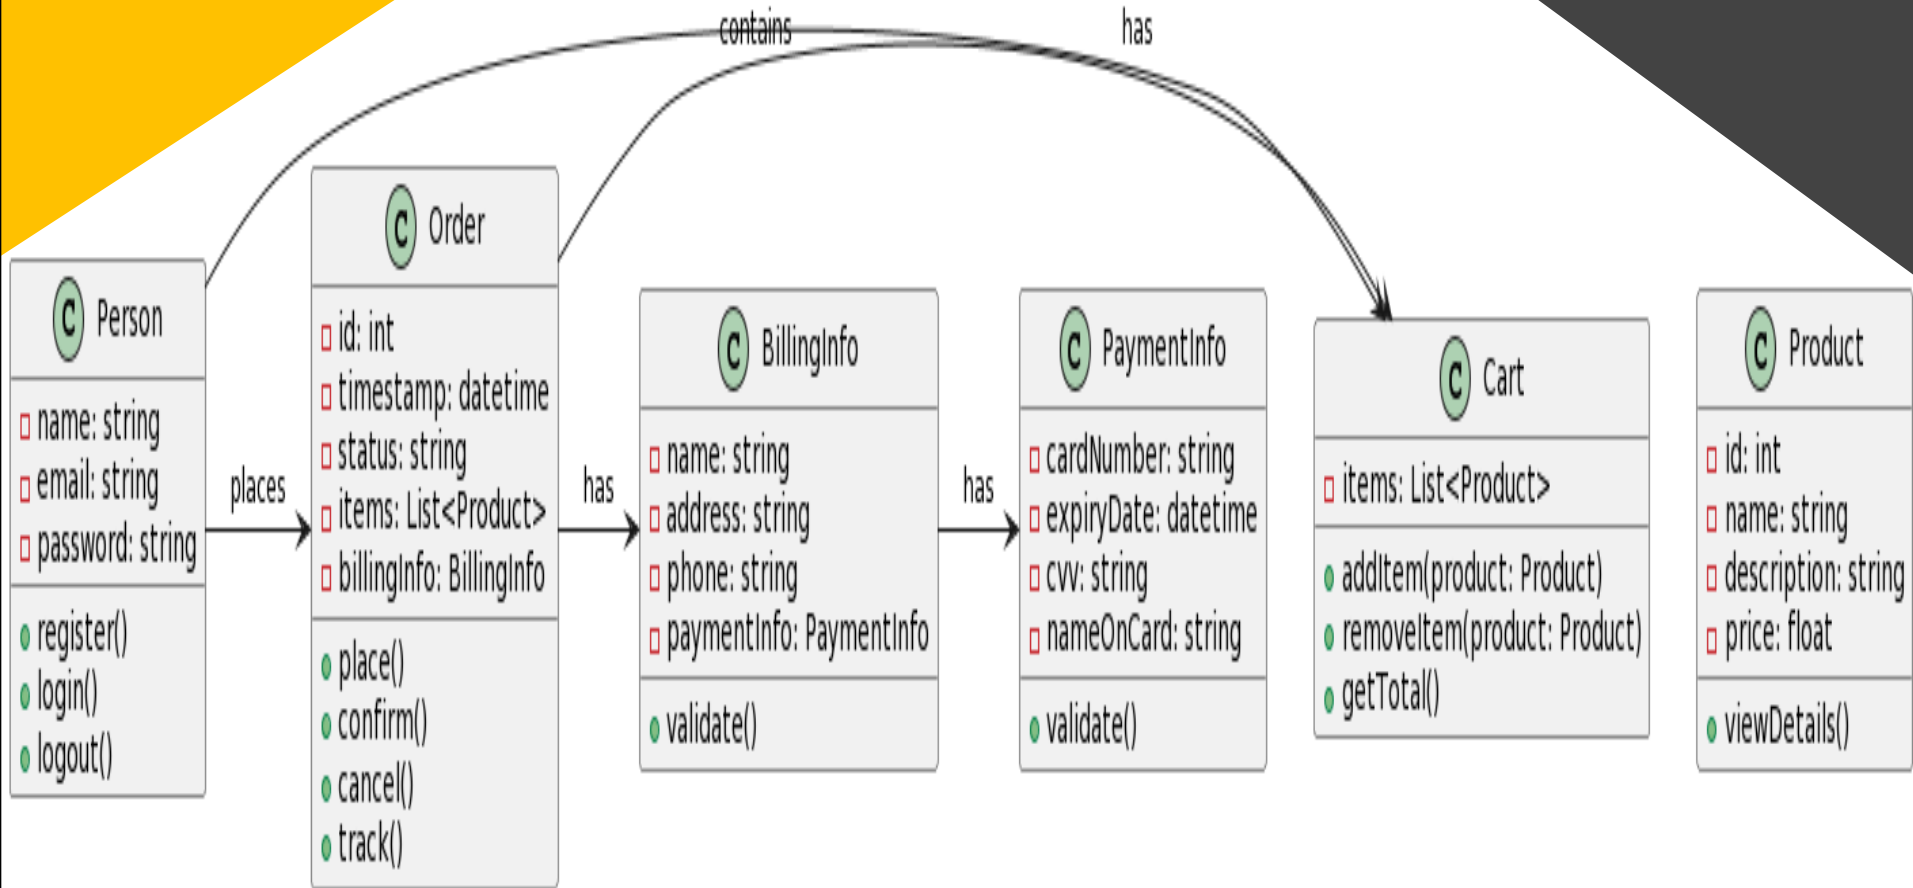 contains
has
C Person
name: string
email: string
password: string
register()
login()
logout()
places
C Order
id: int
timestamp: datetime
status: string
items: List<Product>
billingInfo: BillingInfo
place()
confirm()
cancel()
track()
has
C BillingInfo
name: string
address: string
phone: string
paymentInfo: PaymentInfo
validate()
has
C PaymentInfo
cardNumber: string
expiryDate: datetime
cvv: string
nameOnCard: string
validate()
C Cart
items: List<Product>
addItem(product: Product)
removeItem(product: Product)
getTotal()
C Product
id: int
name: string
description: string
price: float
viewDetails()